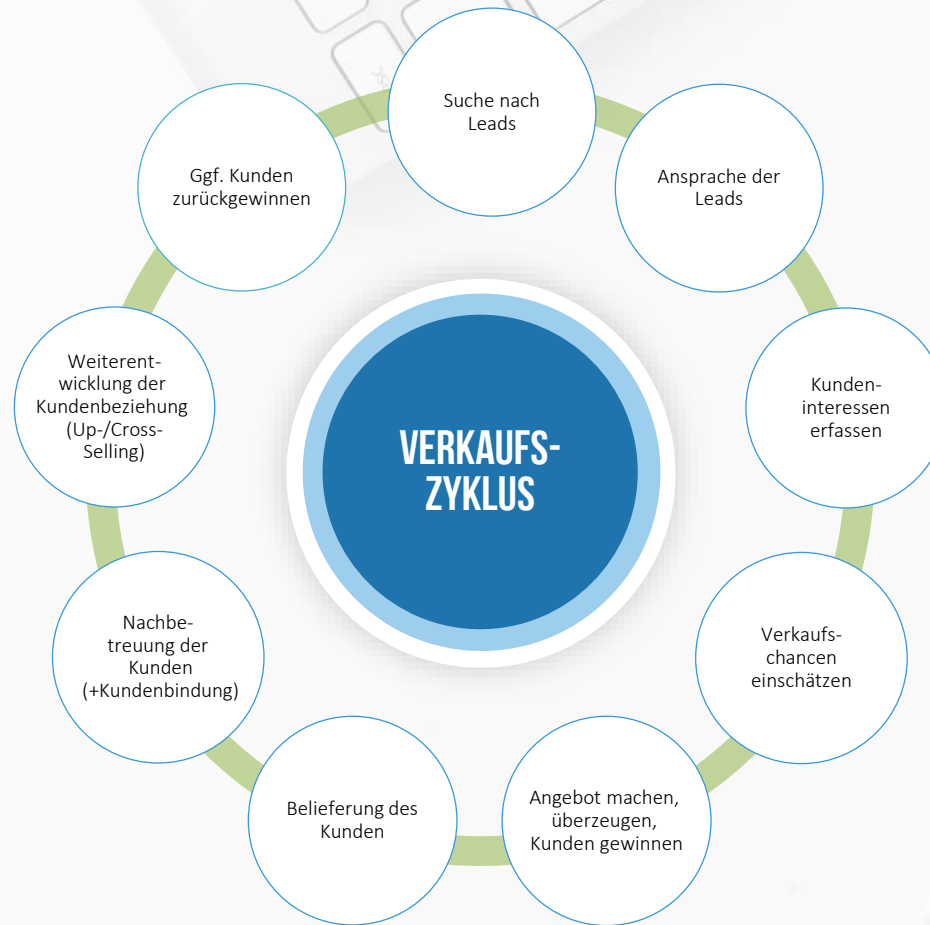 Suche nach
Leads
Ansprache der
Leads
Kunden-
interessen
erfassen
Verkaufs-
chancen
einschätzen
Angebot machen,
überzeugen,
Kunden gewinnen
Belieferung des
Kunden
Nachbe-
treuung der
Kunden
(+Kundenbindung)
Weiterent-
wicklung der
Kundenbeziehung
(Up-/Cross-
Selling)
Ggf. Kunden
zurückgewinnen
VERKAUFS-
ZYKLUS